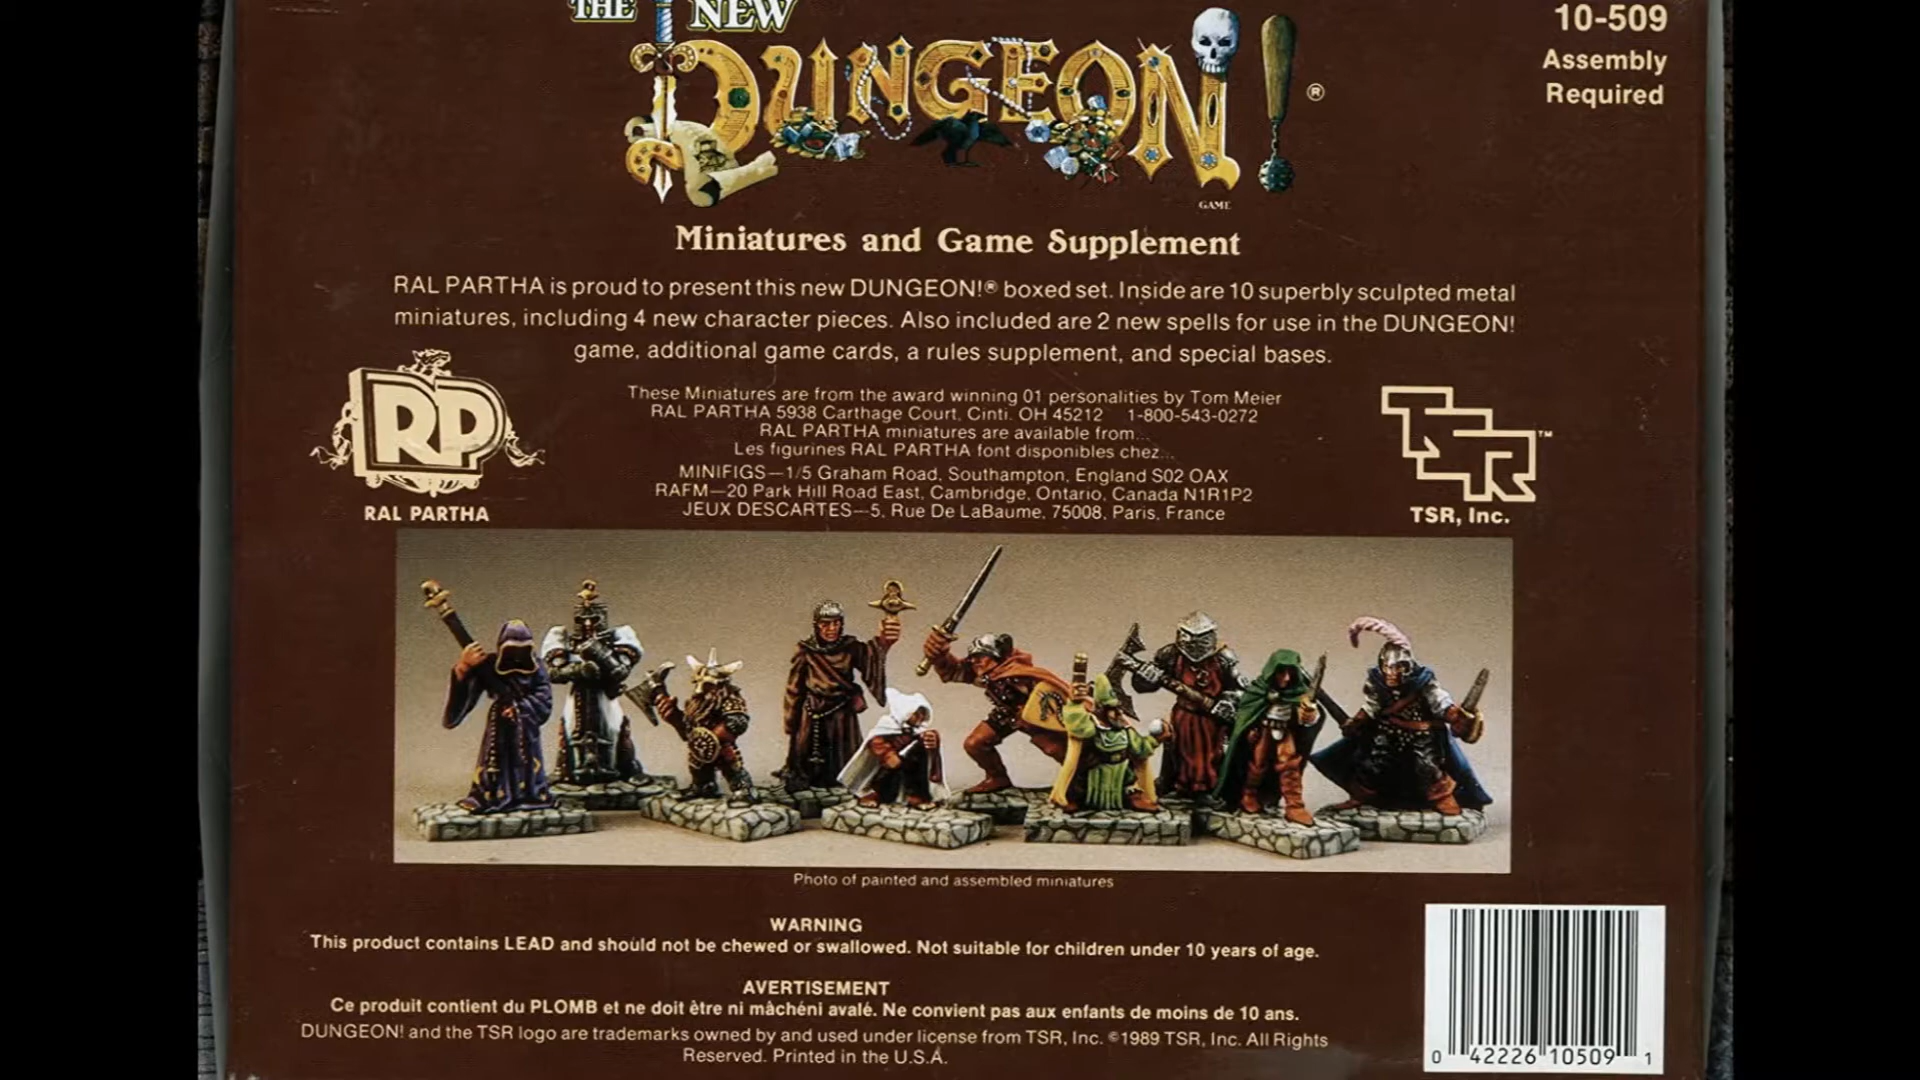 THE NEW
DUNGEON! ®
GAME
10-509
Assembly
Required
Miniatures and Game Supplement
RAL PARTHA is proud to present this new DUNGEON!® boxed set. Inside are 10 superbly sculpted metal
miniatures, including 4 new character pieces. Also included are 2 new spells for use in the DUNGEON!
game, additional game cards, a rules supplement, and special bases.
RP
RAL PARTHA
These Miniatures are from the award winning 01 personalities by Tom Meier
RAL PARTHA 5938 Carthage Court. Cinti. OH 45212 1-800-543-0272
RAL PARTHA miniatures are available from...
Les figurines RAL PARTHA font disponibles chez...
MINIFIGS—1/5 Graham Road, Southampton, England S02 OAX
RAFM—20 Park Hill Road East, Cambridge, Ontario, Canada N1R1P2
JEUX DESCARTES—5, Rue De LaBaume, 75008, Paris, France
TSR™
TSR, Inc.
Photo of painted and assembled miniatures
WARNING
This product contains LEAD and should not be chewed or swallowed. Not suitable for children under 10 years of age.
AVERTISEMENT
Ce produit contient du PLOMB et ne doit être ni mâchéni avalé. Ne convient pas aux enfants de moins de 10 ans.
DUNGEON! and the TSR logo are trademarks owned by and used under license from TSR, Inc. ©1989 TSR, Inc. All Rights
Reserved. Printed in the U.S.A.
0 42226 10509 1